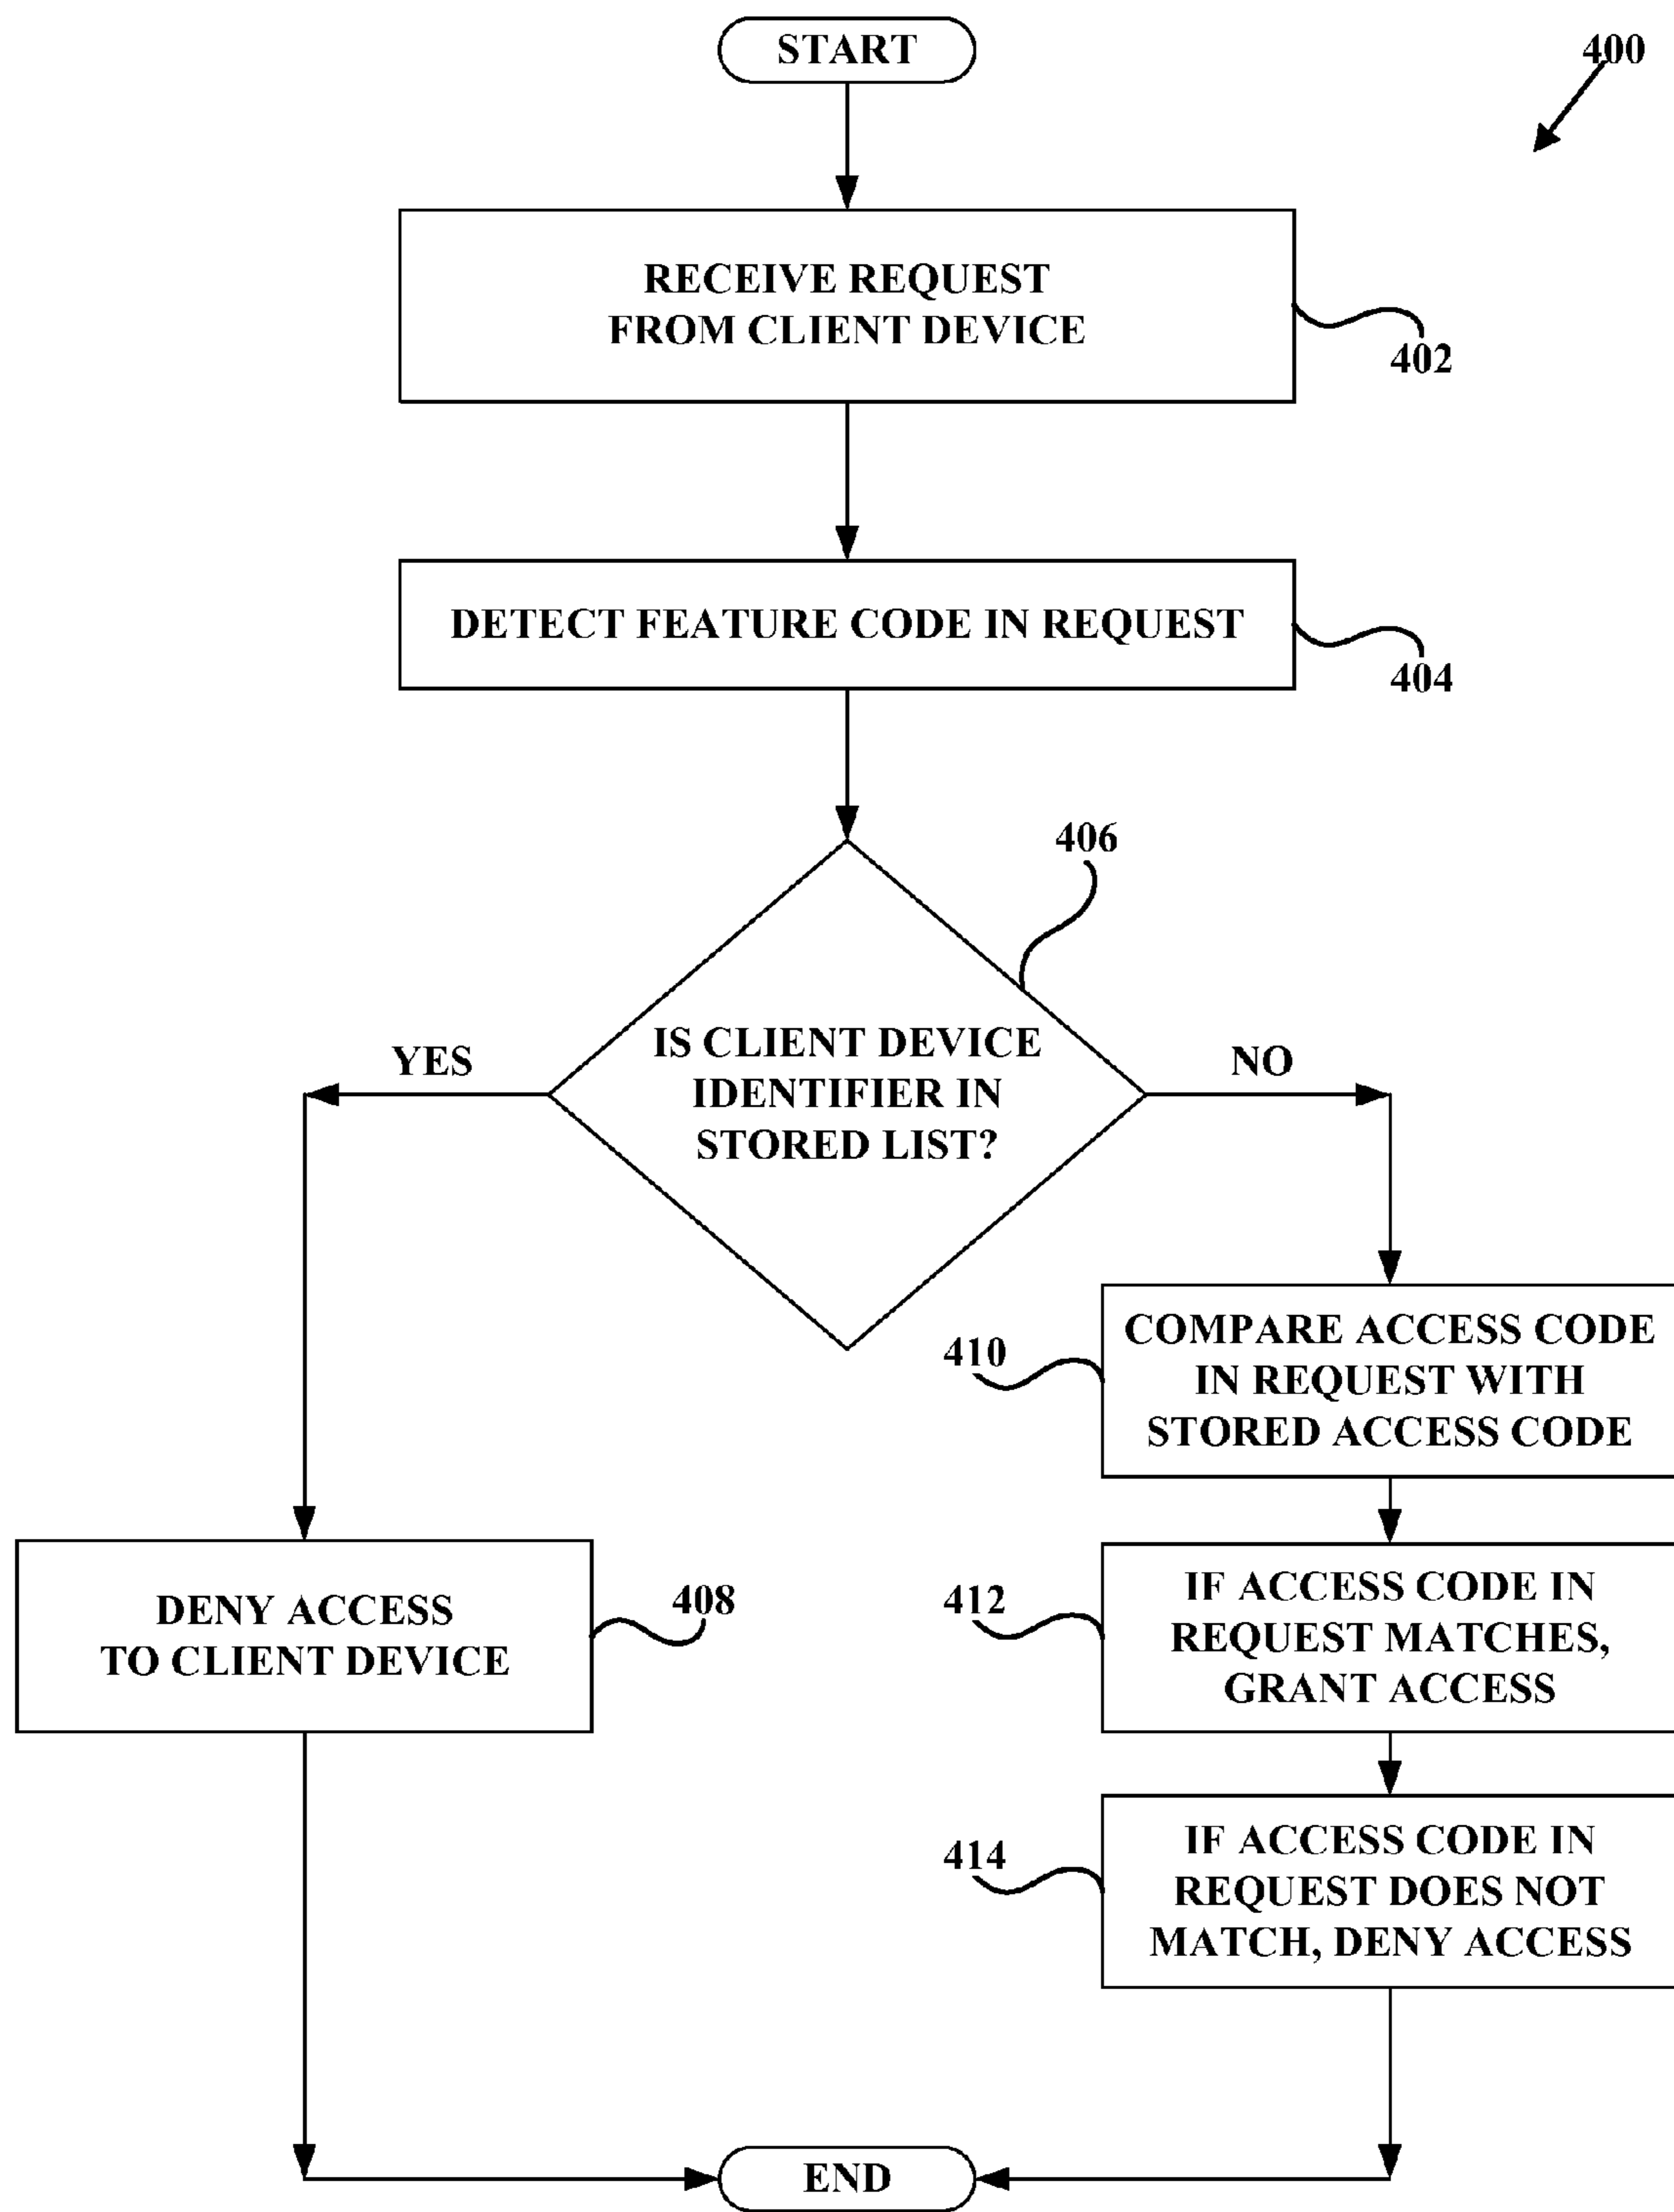 START
400
RECEIVE REQUEST
FROM CLIENT DEVICE
402
DETECT FEATURE CODE IN REQUEST
404
406
IS CLIENT DEVICE
IDENTIFIER IN
STORED LIST?
YES
NO
COMPARE ACCESS CODE
IN REQUEST WITH
STORED ACCESS CODE
410
DENY ACCESS
TO CLIENT DEVICE
408
IF ACCESS CODE IN
REQUEST MATCHES,
GRANT ACCESS
412
IF ACCESS CODE IN
REQUEST DOES NOT
MATCH, DENY ACCESS
414
END